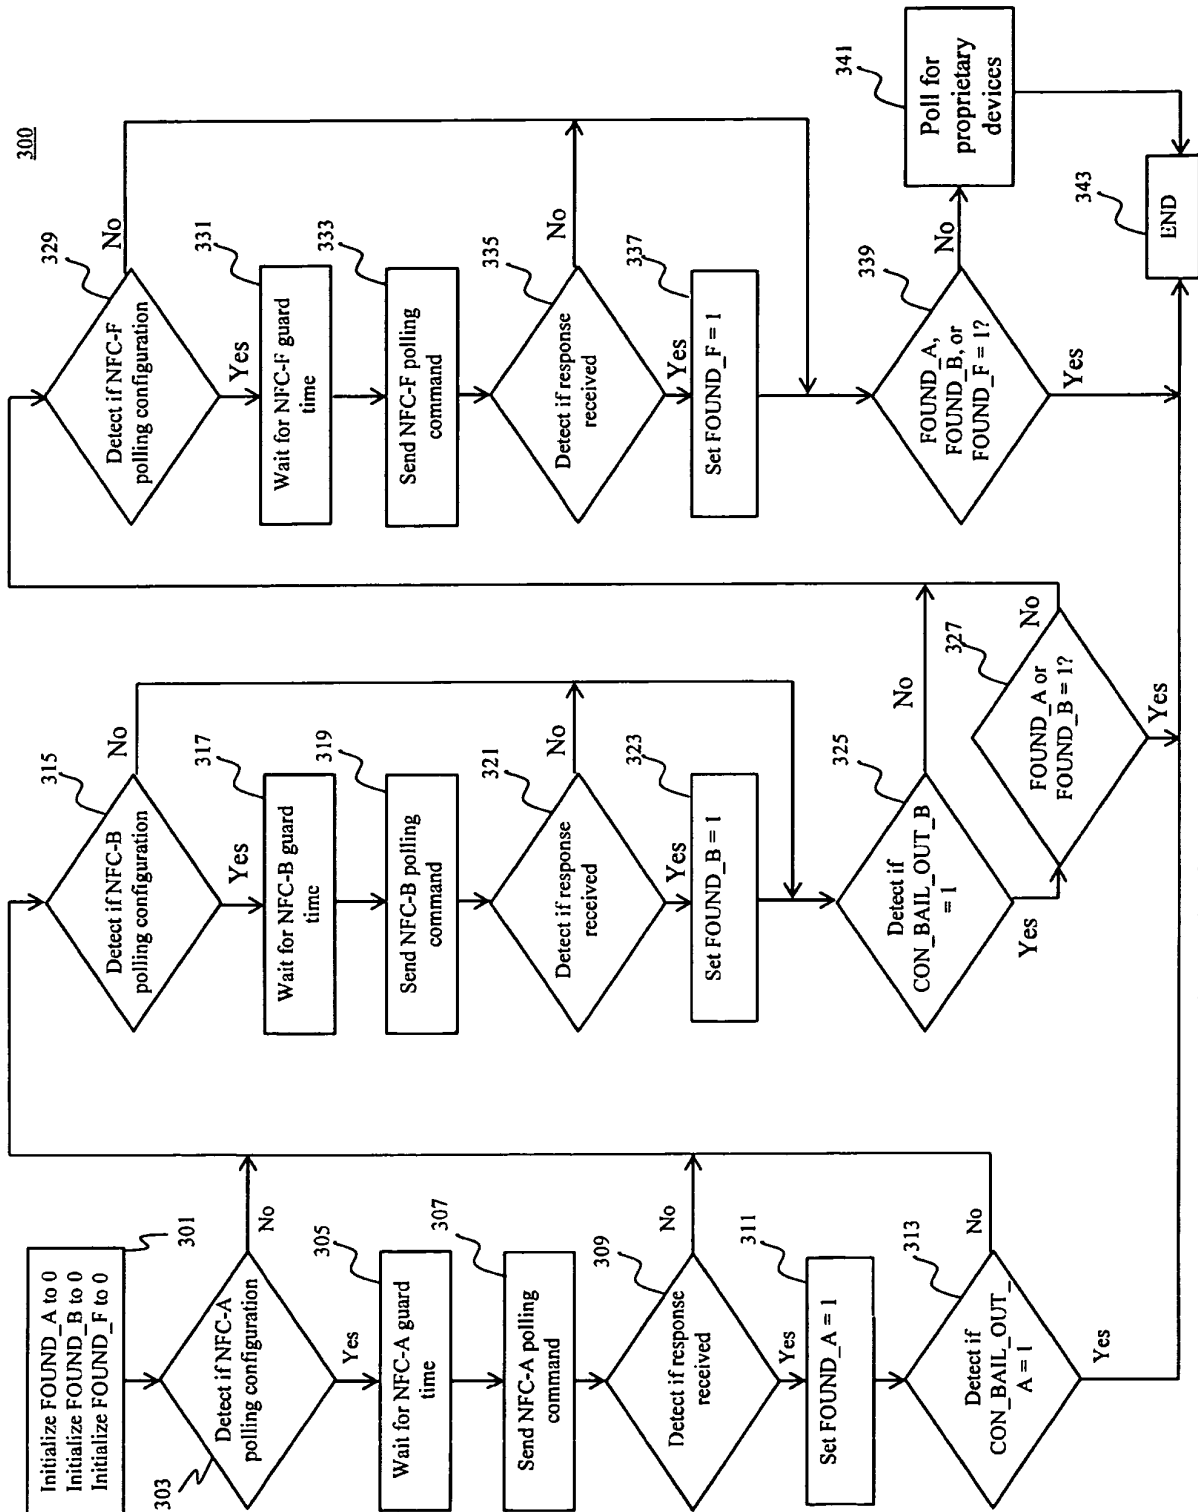 300
Initialize FOUND_A to 0
Initialize FOUND_B to 0
Initialize FOUND_F to 0
301
Detect if NFC-A
polling configuration
303
No
Yes
Wait for NFC-A guard
time
305
Send NFC-A polling
command
307
Detect if response
received
309
No
Yes
Set FOUND_A = 1
311
Detect if
CON_BAIL_OUT_
A = 1
313
No
Yes
Detect if NFC-B
polling configuration
315
No
Yes
Wait for NFC-B guard
time
317
Send NFC-B polling
command
319
Detect if response
received
321
No
Yes
Set FOUND_B = 1
323
Detect if
CON_BAIL_OUT_B
= 1
325
No
Yes
FOUND_A or
FOUND_B = 1?
327
No
Yes
Detect if NFC-F
polling configuration
329
No
Yes
Wait for NFC-F guard
time
331
Send NFC-F polling
command
333
Detect if response
received
335
No
Yes
Set FOUND_F = 1
337
FOUND_A,
FOUND_B, or
FOUND_F = 1?
339
No
Yes
Poll for
proprietary
devices
341
END
343